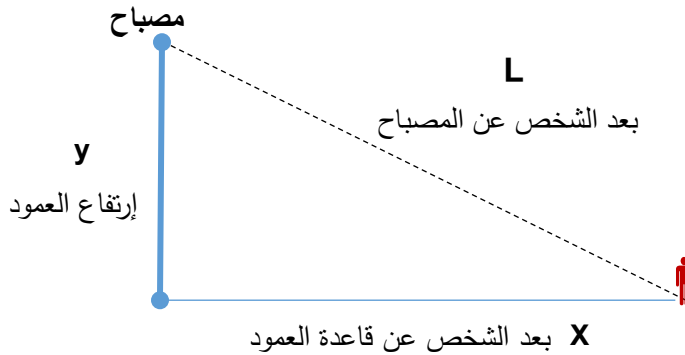 مصباح
L
بعد الشخص عن المصباح
y
إرتفاع العمود
X بعد الشخص عن قاعدة العمود